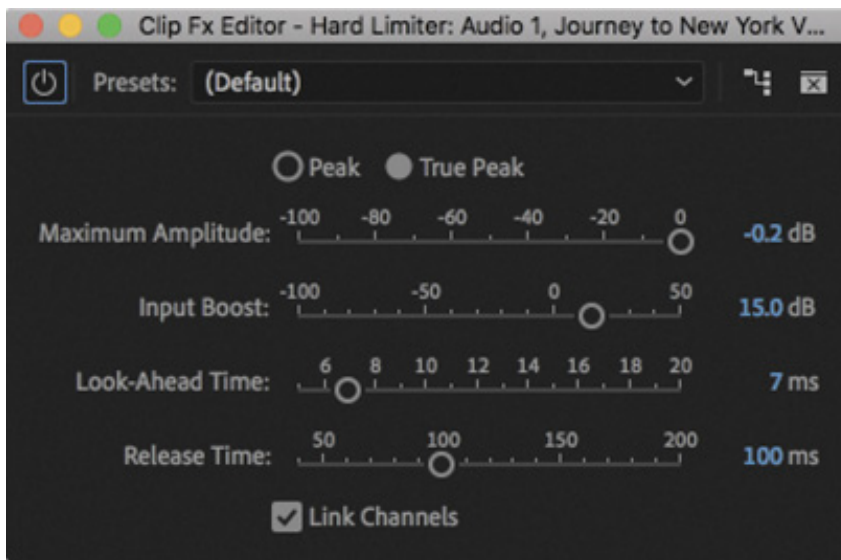 Clip Fx Editor - Hard Limiter: Audio 1, Journey to New York V...
Presets: (Default)
Peak True Peak
-100 -80 -60 -40 -20 0
Maximum Amplitude: -0.2 dB
-100 -50 0 50
Input Boost: 15.0 dB
6 8 10 12 14 16 18 20
Look-Ahead Time: 7 ms
50 100 150 200
Release Time: 100 ms
Link Channels